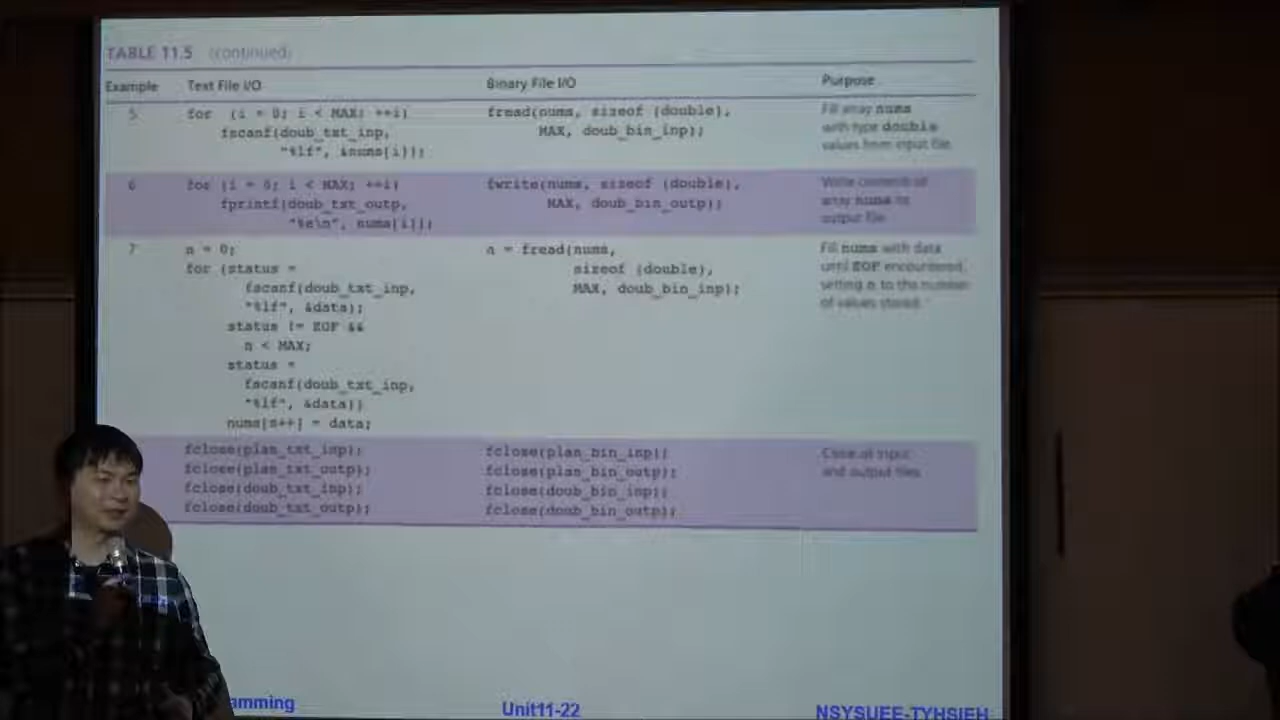 TABLE 11.5 (continued)
Example Text File I/O Binary File I/O Purpose
5 for (i = 0; i < MAX; ++i) fread(nums, sizeof (double), Fill array nums
fscanf(doub_txt_inp, MAX, doub_bin_inp); with type double
"%lf", &nums[i]); values from input file.
6 for (i = 0; i < MAX; ++i) fwrite(nums, sizeof (double), Write contents of
fprintf(doub_txt_outp, MAX, doub_bin_outp); array nums to
"%e\n", nums[i]); output file.
7 n = 0; n = fread(nums, Fill nums with data
for (status = sizeof (double), until EOF encountered,
fscanf(doub_txt_inp, MAX, doub_bin_inp); setting n to the number
"%lf", &data); of values stored.
status != EOF &&
n < MAX;
status =
fscanf(doub_txt_inp,
"%lf", &data))
nums[n++] = data;
fclose(plan_txt_inp); fclose(plan_bin_inp); Close all input
fclose(plan_txt_outp); fclose(plan_bin_outp); and output files.
fclose(doub_txt_inp); fclose(doub_bin_inp);
fclose(doub_txt_outp); fclose(doub_bin_outp);
amming Unit11-22 NSYSUEE-TYHSIEH